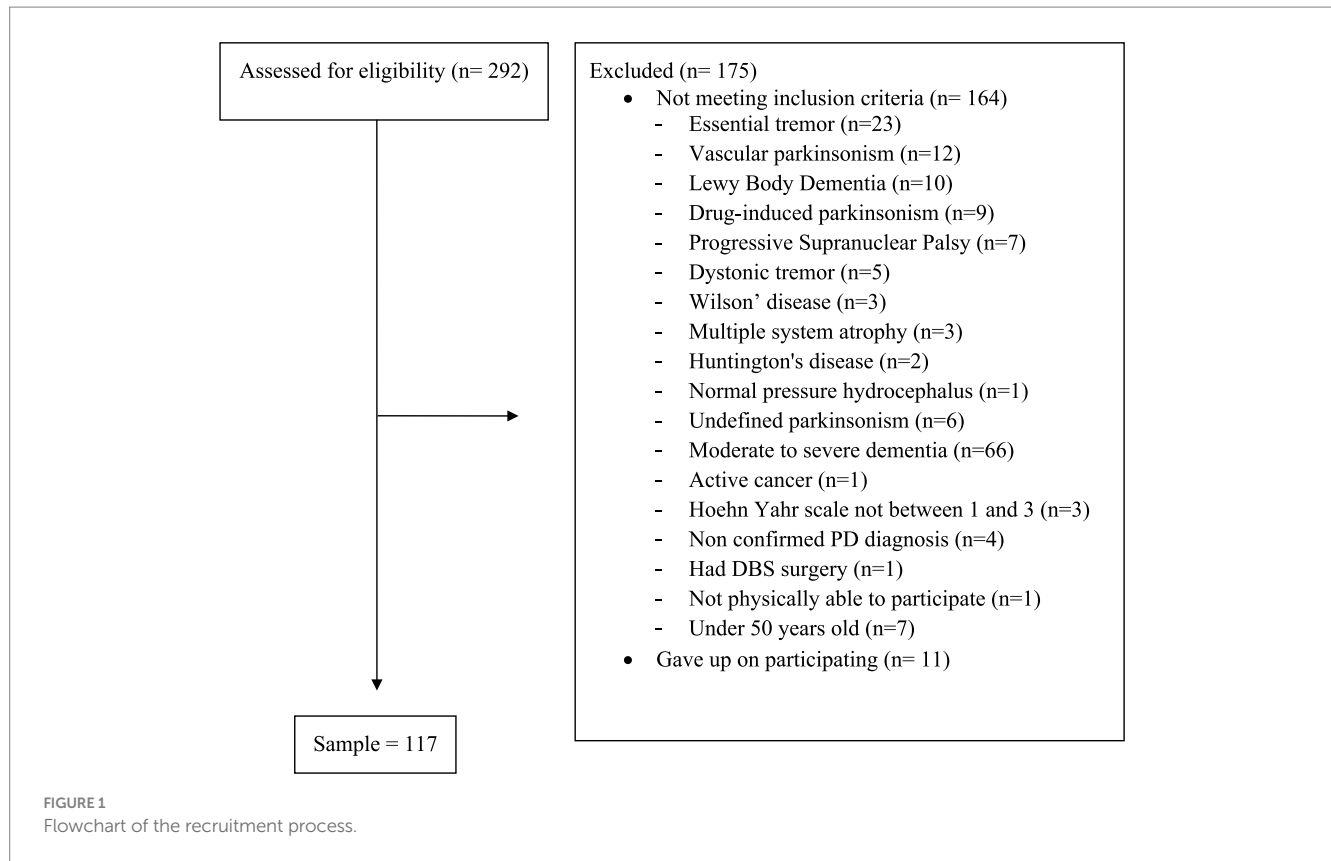 Assessed for eligibility (n= 292)
Excluded (n= 175)
• Not meeting inclusion criteria (n= 164)
- Essential tremor (n=23)
- Vascular parkinsonism (n=12)
- Lewy Body Dementia (n=10)
- Drug-induced parkinsonism (n=9)
- Progressive Supranuclear Palsy (n=7)
- Dystonic tremor (n=5)
- Wilson’ disease (n=3)
- Multiple system atrophy (n=3)
- Huntington's disease (n=2)
- Normal pressure hydrocephalus (n=1)
- Undefined parkinsonism (n=6)
- Moderate to severe dementia (n=66)
- Active cancer (n=1)
- Hoehn Yahr scale not between 1 and 3 (n=3)
- Non confirmed PD diagnosis (n=4)
- Had DBS surgery (n=1)
- Not physically able to participate (n=1)
- Under 50 years old (n=7)
• Gave up on participating (n= 11)
Sample = 117
FIGURE 1
Flowchart of the recruitment process.